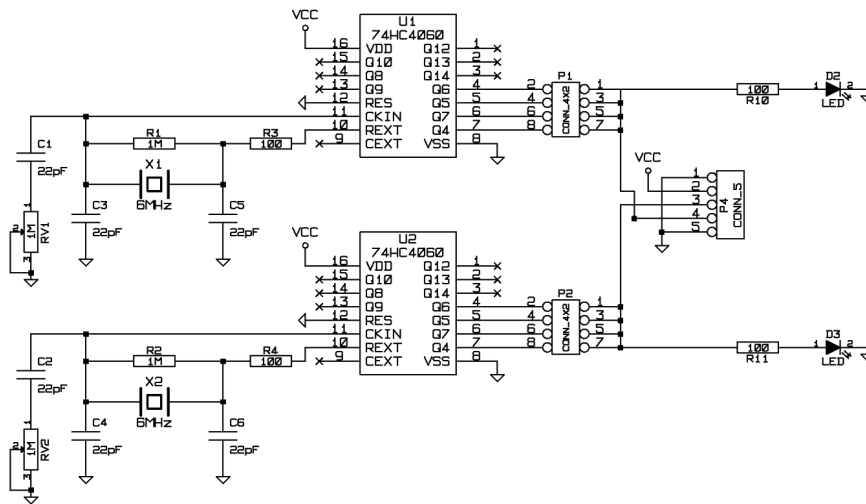 VCC
U1
74HC4060
16 VDD Q12 1
15 Q10 Q13 2
14 Q8 Q14 3
13 Q9 Q6 4
12 RES Q5 5
11 CKIN Q7 6
10 REXT Q4 7
9 CEXT VSS 8
P1
CONN_4X2
2 1
4 3
6 5
8 7
100
R10
D2
1 2
LED
C1
22pF
R1
1M
R3
100
X1
6MHz
C3
22pF
C5
22pF
1
2
3
1M
RV1
VCC
1
2
3
4
5
P4
CONN_5
VCC
U2
74HC4060
16 VDD Q12 1
15 Q10 Q13 2
14 Q8 Q14 3
13 Q9 Q6 4
12 RES Q5 5
11 CKIN Q7 6
10 REXT Q4 7
9 CEXT VSS 8
P2
CONN_4X2
2 1
4 3
6 5
8 7
100
R11
D3
1 2
LED
C2
22pF
R2
1M
R4
100
X2
6MHz
C4
22pF
C6
22pF
1
2
3
1M
RV2